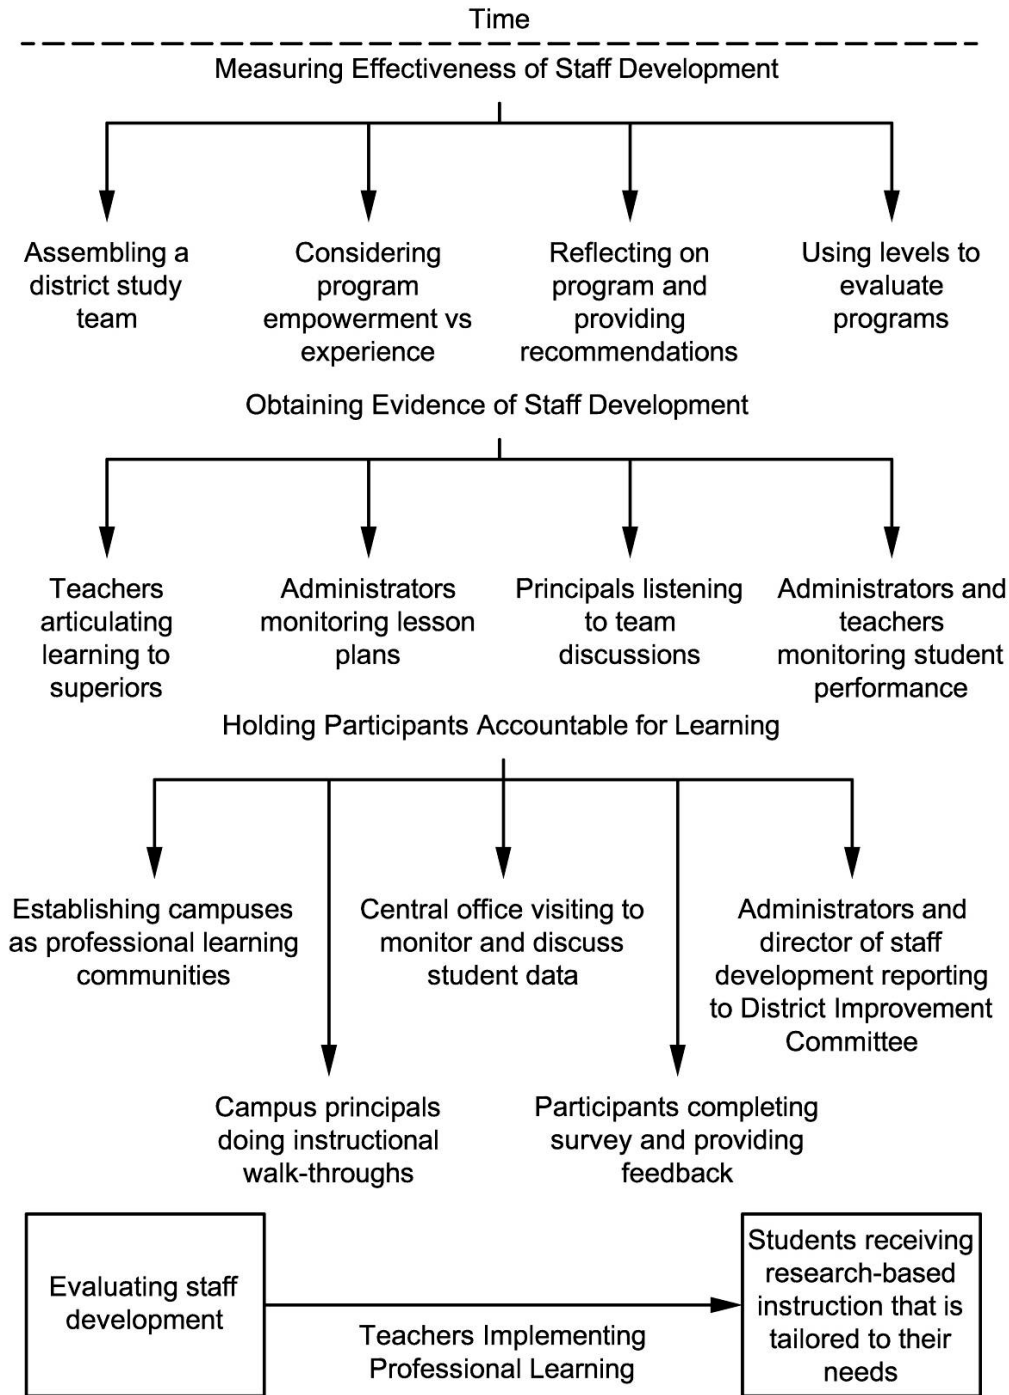 Time
Measuring Effectiveness of Staff Development
Assembling a
district study
team
Considering
program
empowerment vs
experience
Reflecting on
program and
providing
recommendations
Using levels to
evaluate
programs
Obtaining Evidence of Staff Development
Teachers
articulating
learning to
superiors
Administrators
monitoring lesson
plans
Principals listening
to team
discussions
Administrators and
teachers
monitoring student
performance
Holding Participants Accountable for Learning
Establishing campuses
as professional learning
communities
Central office visiting to
monitor and discuss
student data
Administrators and
director of staff
development reporting
to District Improvement
Committee
Campus principals
doing instructional
walk-throughs
Participants completing
survey and providing
feedback
Evaluating staff
development
Teachers Implementing
Professional Learning
Students receiving
research-based
instruction that is
tailored to their
needs